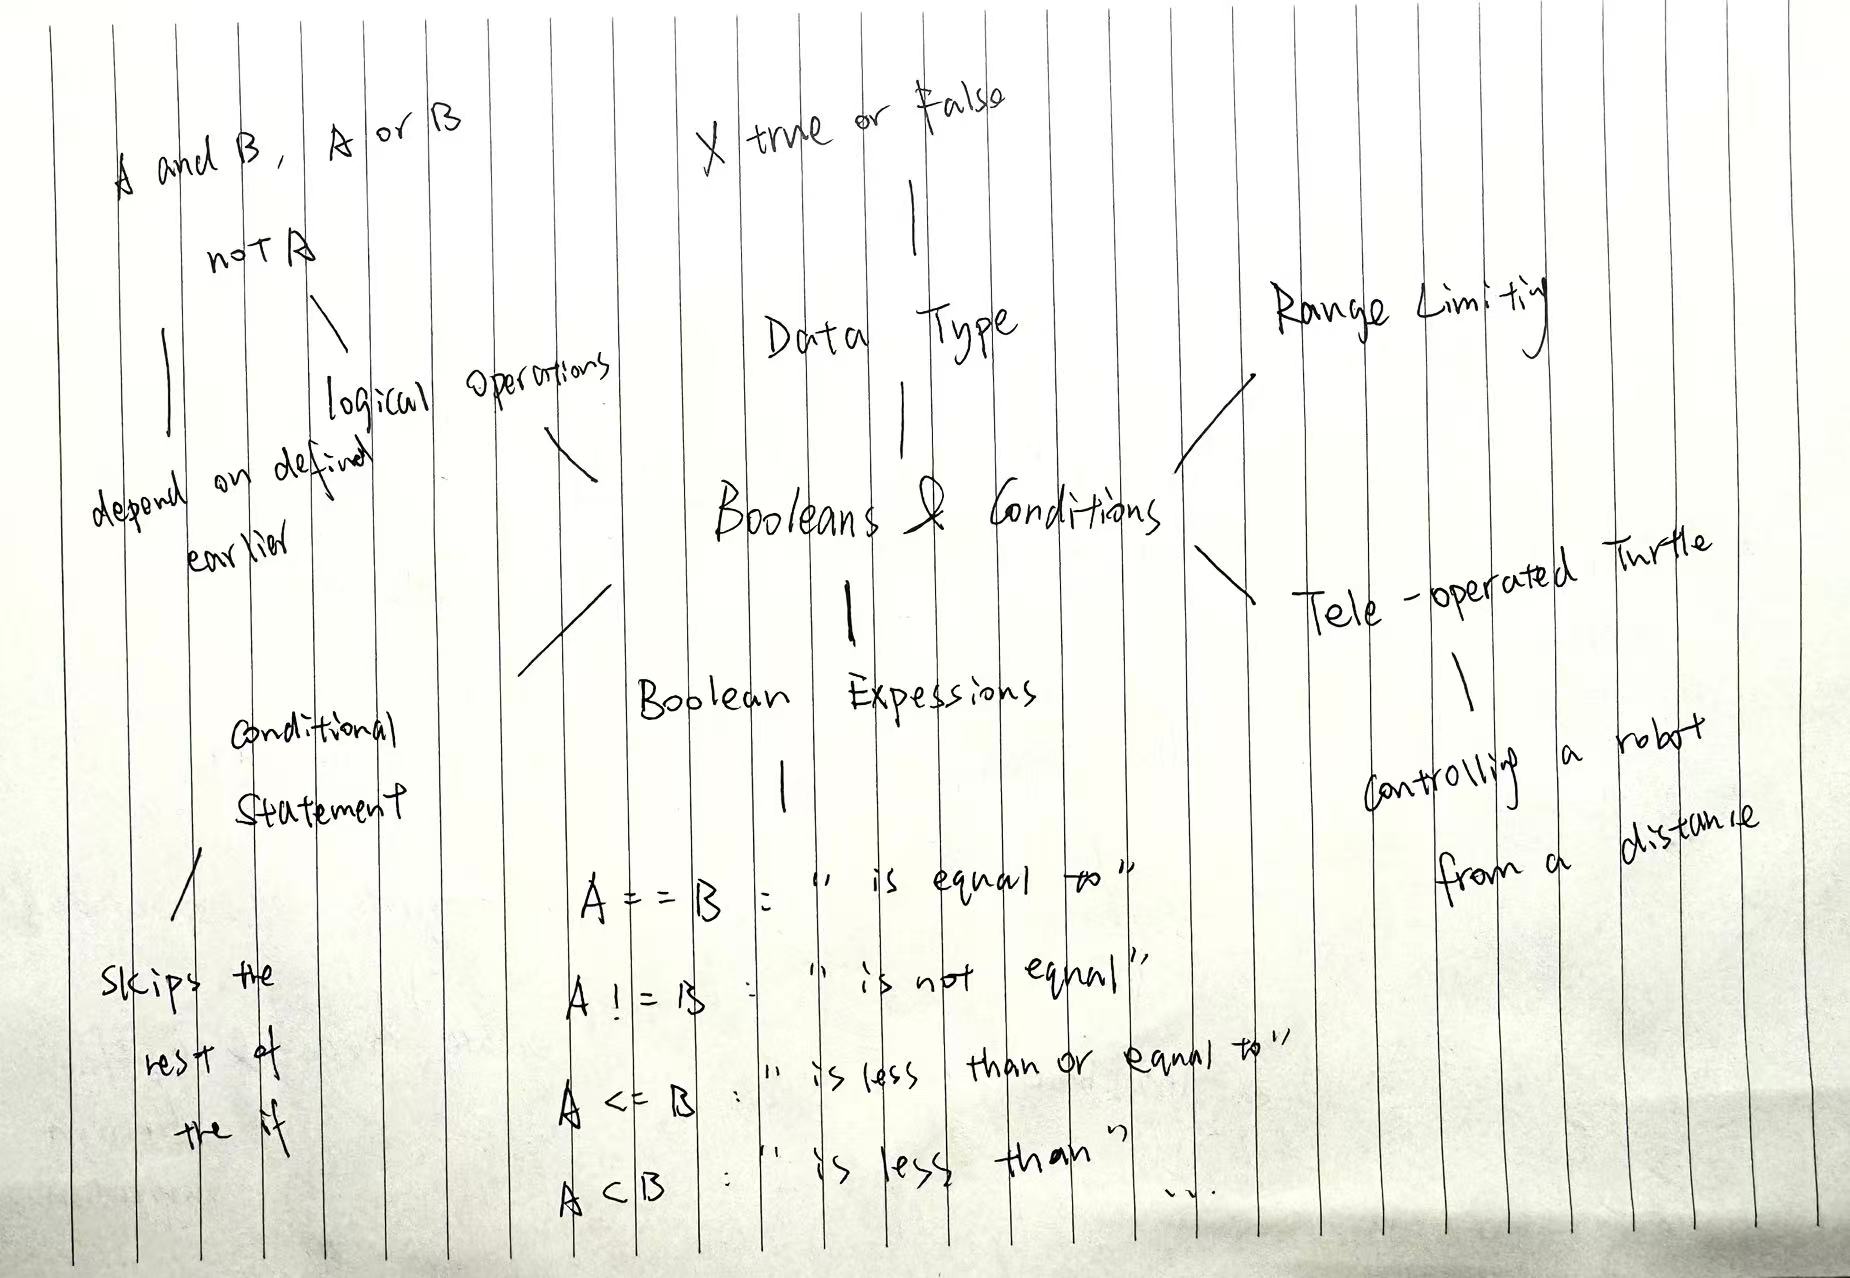 A and B, A or B
not A
X true or False
Data Type
Range Limiting
logical operations
depend on defind
earlier
Booleans & Conditions
Tele-operated Turtle
Boolean Expessions
Conditional
Statement
Controlling a robot
from a distance
A == B : " is equal to "
A != B : " is not equal"
A <= B : " is less than or equal to "
A < B : " is less than "
...
Skips the
rest of
the if